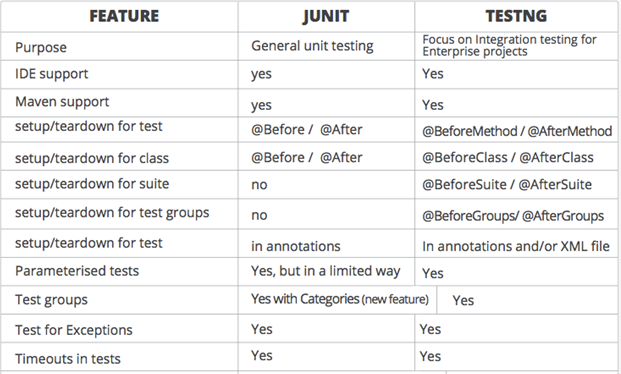 FEATURE JUNIT TESTNG
Purpose General unit testing Focus on Integration testing for
Enterprise projects
IDE support yes Yes
Maven support yes Yes
setup/teardown for test @Before / @After @BeforeMethod / @AfterMethod
setup/teardown for class @Before / @After @BeforeClass / @AfterClass
setup/teardown for suite no @BeforeSuite / @AfterSuite
setup/teardown for test groups no @BeforeGroups/ @AfterGroups
setup/teardown for test in annotations In annotations and/or XML file
Parameterised tests Yes, but in a limited way Yes
Test groups Yes with Categories (new feature) Yes
Test for Exceptions Yes Yes
Timeouts in tests Yes Yes